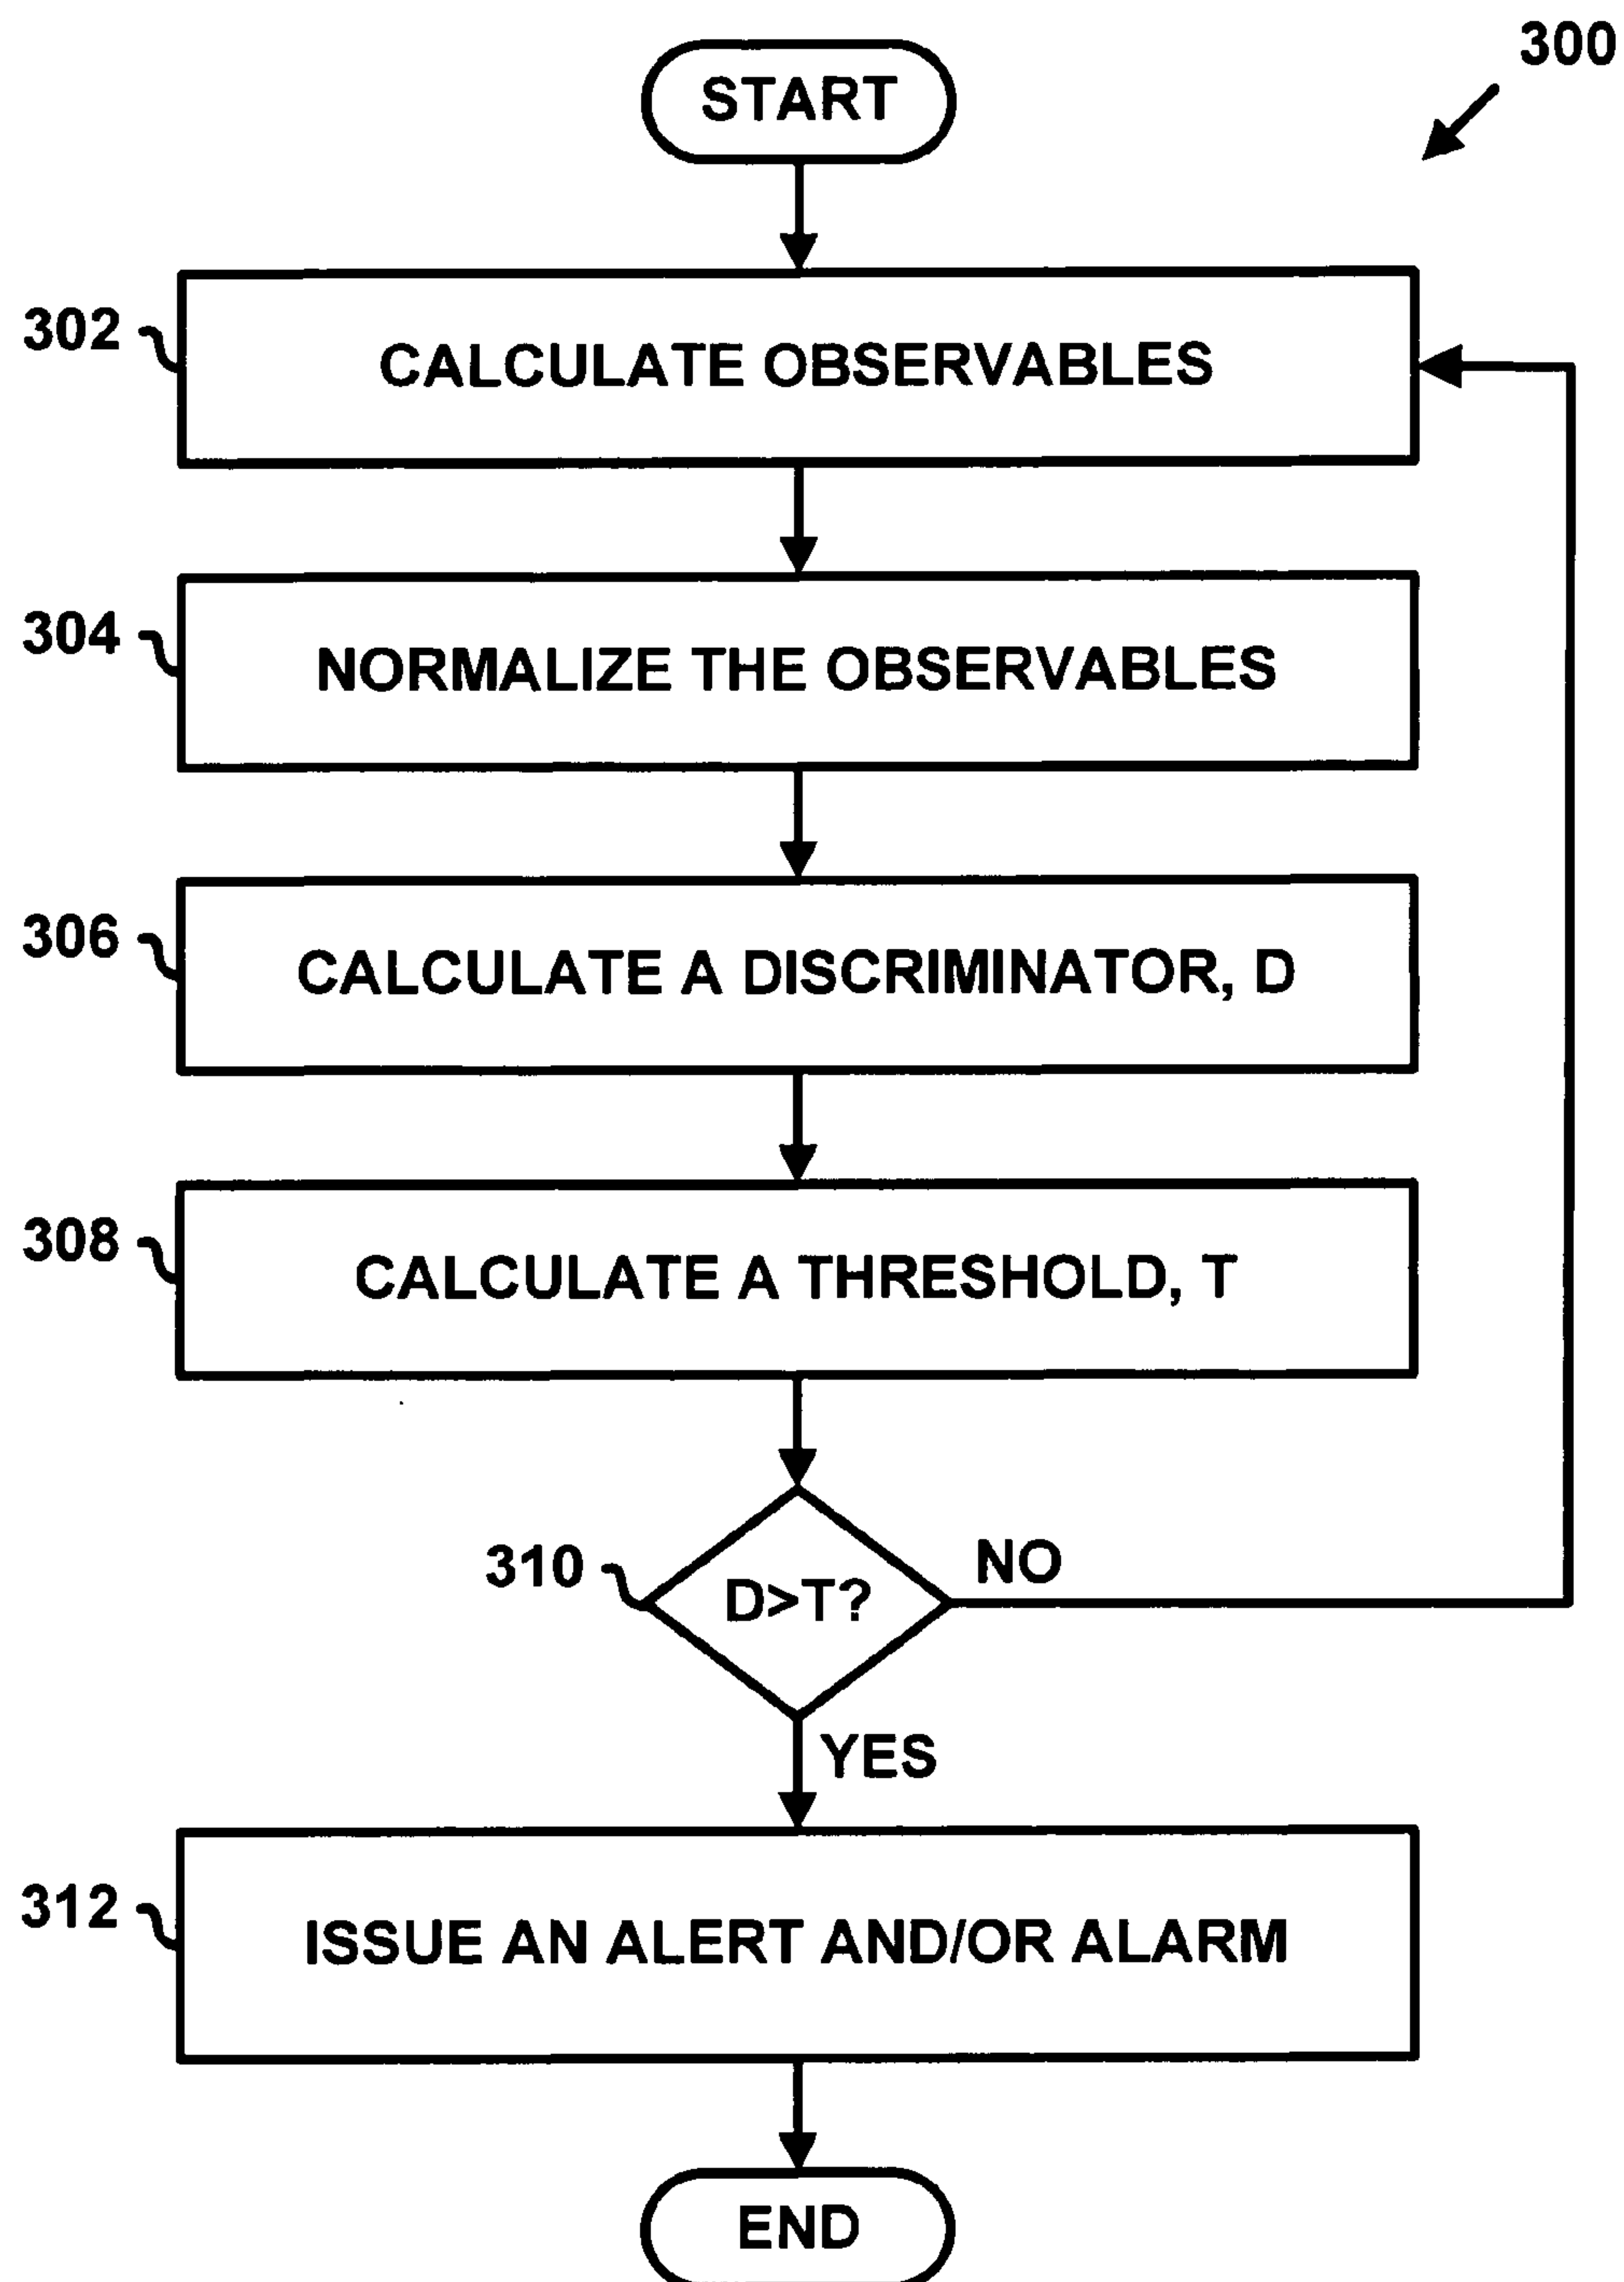 300
START
302
CALCULATE OBSERVABLES
304
NORMALIZE THE OBSERVABLES
306
CALCULATE A DISCRIMINATOR, D
308
CALCULATE A THRESHOLD, T
310
D>T?
NO
YES
312
ISSUE AN ALERT AND/OR ALARM
END